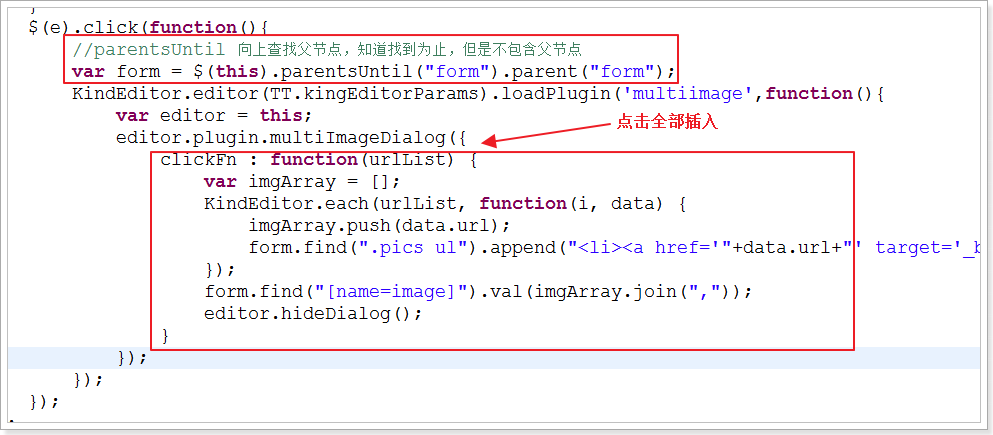 }
$(e).click(function(){
//parentsUntil 向上查找父节点，知道找到为止，但是不包含父节点
var form = $(this).parentsUntil("form").parent("form");
KindEditor.editor(TT.kingEditorParams).loadPlugin('multiimage',function(){
var editor = this;
点击全部插入
editor.plugin.multiImageDialog({
clickFn : function(urlList) {
var imgArray = [];
KindEditor.each(urlList, function(i, data) {
imgArray.push(data.url);
form.find(".pics ul").append("<li><a href='"+data.url+"' target='_b
});
form.find("[name=image]").val(imgArray.join(","));
editor.hideDialog();
}
});
});
});